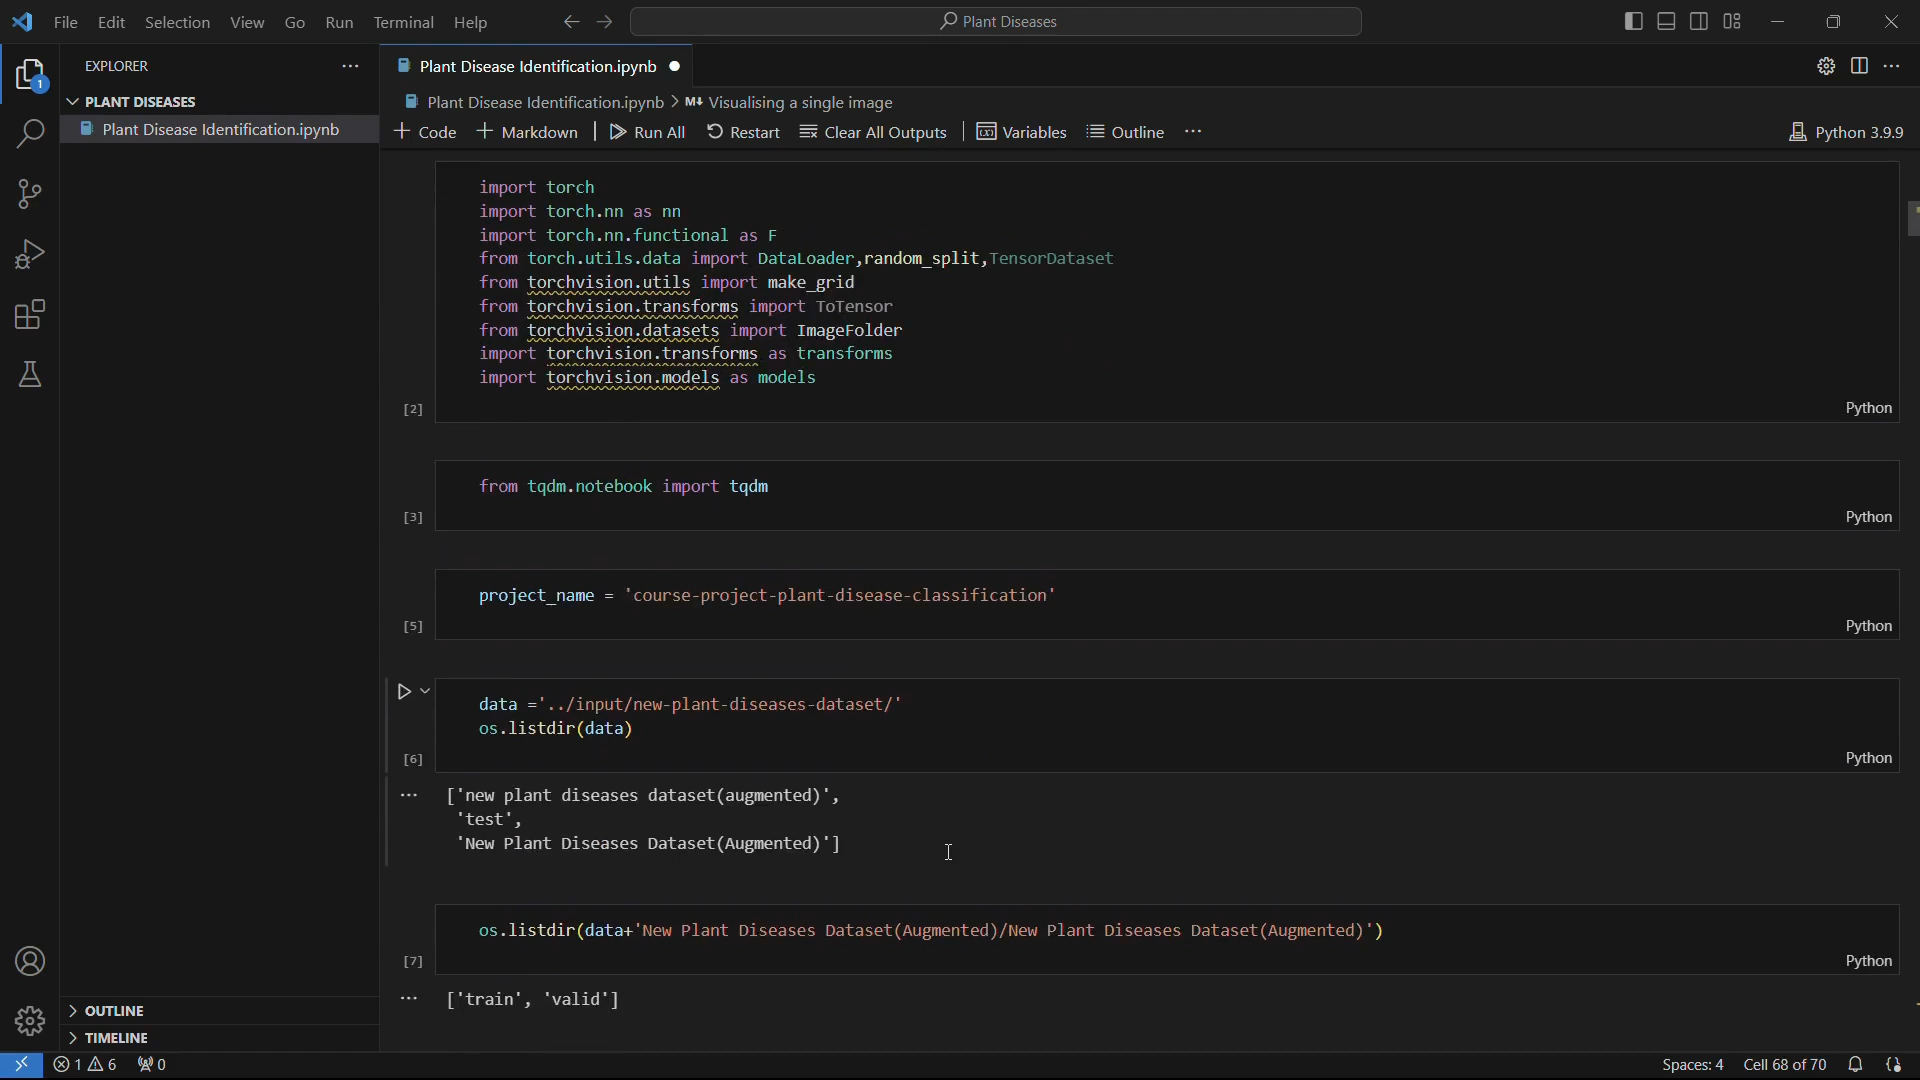 File Edit Selection View Go Run Terminal Help
Plant Diseases
EXPLORER
Plant Disease Identification.ipynb
1
PLANT DISEASES
Plant Disease Identification.ipynb > M↓ Visualising a single image
Plant Disease Identification.ipynb
+ Code + Markdown Run All Restart Clear All Outputs Variables Outline ... Python 3.9.9
import torch
import torch.nn as nn
import torch.nn.functional as F
from torch.utils.data import DataLoader,random_split,TensorDataset
from torchvision.utils import make_grid
from torchvision.transforms import ToTensor
from torchvision.datasets import ImageFolder
import torchvision.transforms as transforms
import torchvision.models as models
[2]
Python
from tqdm.notebook import tqdm
[3]
Python
project_name = 'course-project-plant-disease-classification'
[5]
Python
data ='../input/new-plant-diseases-dataset/'
os.listdir(data)
[6]
Python
['new plant diseases dataset(augmented)',
'test',
'New Plant Diseases Dataset(Augmented)']
os.listdir(data+'New Plant Diseases Dataset(Augmented)/New Plant Diseases Dataset(Augmented)')
[7]
Python
['train', 'valid']
OUTLINE
TIMELINE
1 6 0
Spaces: 4 Cell 68 of 70